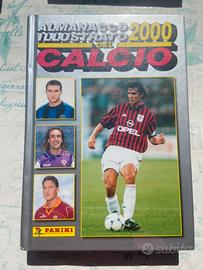 ALMANACCO
ILLUSTRATO 2000
DEL
CALCIO
OPEL
PANINI
subito